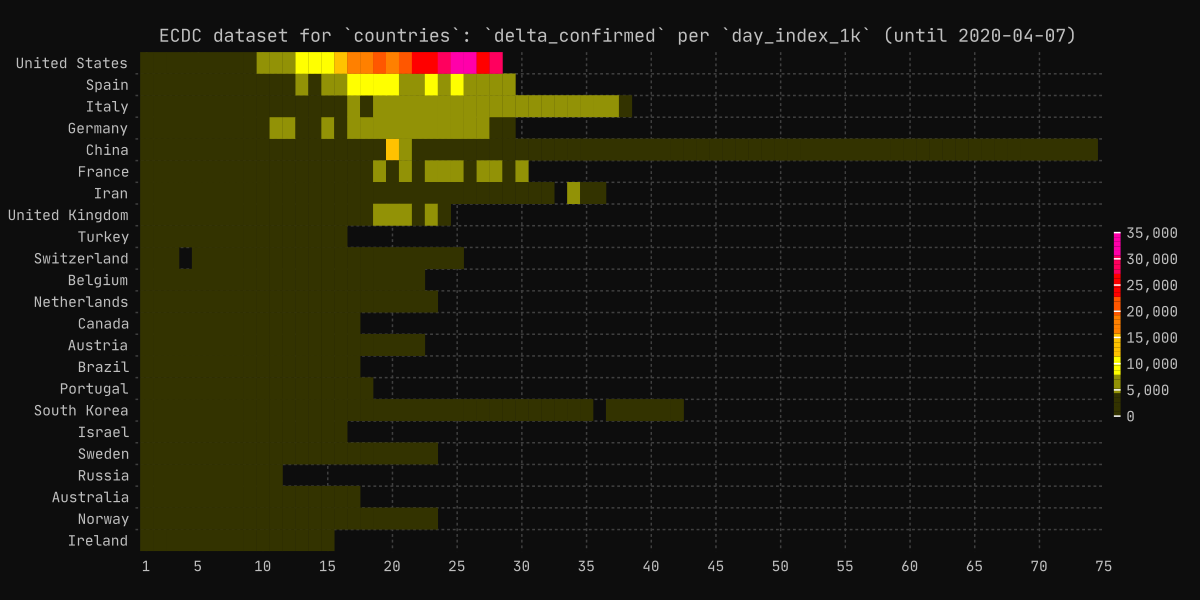 ECDC dataset for `countries`: `delta_confirmed` per `day_index_1k` (until 2020-04-07)
United States
Spain
Italy
Germany
China
France
Iran
United Kingdom
Turkey
Switzerland
Belgium
Netherlands
Canada
Austria
Brazil
Portugal
South Korea
Israel
Sweden
Russia
Australia
Norway
Ireland
1 5 10 15 20 25 30 35 40 45 50 55 60 65 70 75
35,000
30,000
25,000
20,000
15,000
10,000
5,000
0